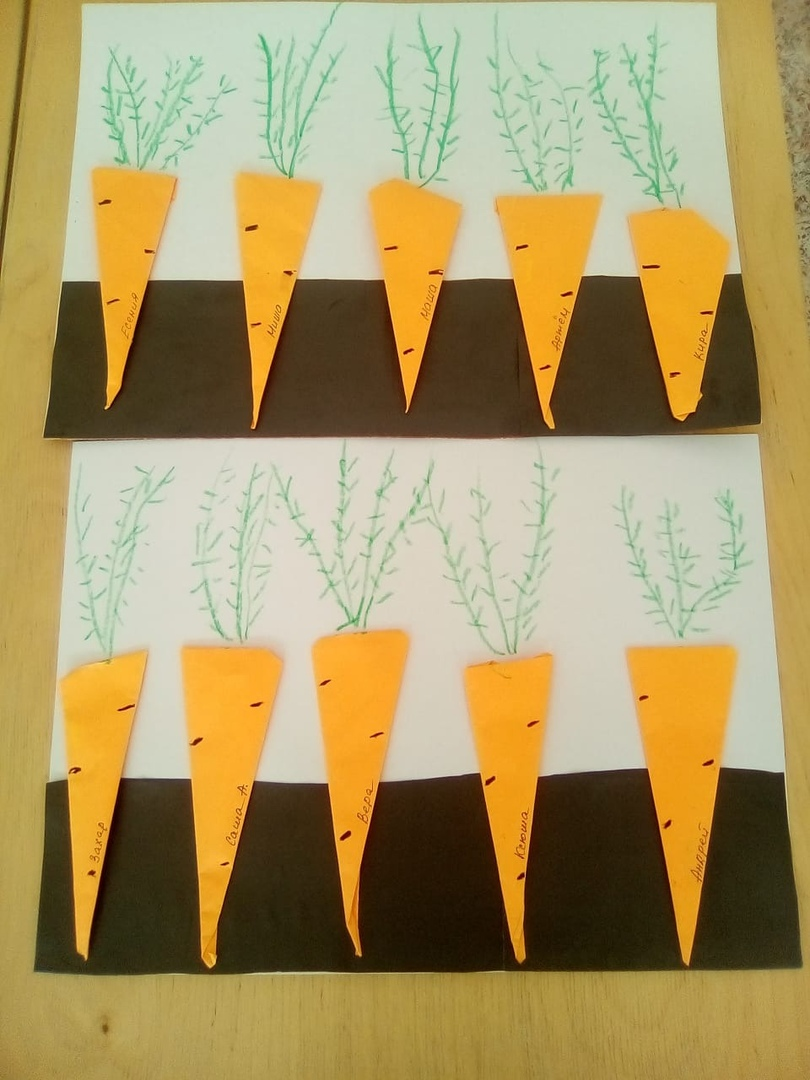 Есения
Миша
Маша
Артём
Кира
Захар
Саша А.
Вера
Ксюша
Андрей